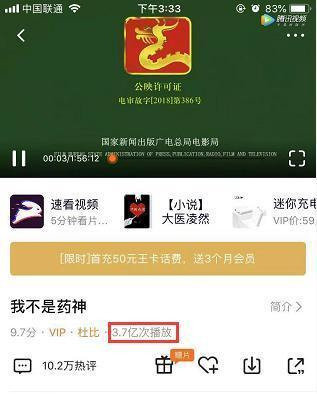 中国联通
下午3:33
83%
腾讯视频
公映许可证
电审故字[2018]第386号
国家新闻出版广电总局电影局
FILM BUREAU STATE ADMINISTRATION OF PRESS,PUBLICATION,RADIO,FILM AND TELEVISION
00:03/1:56:12
速看视频
5分钟看片...
【小说】
大医凌然
迷你充电
VIP价:59.
[限时]首充50元王卡话费，送3个月会员
我不是药神
简介 >
9.7分 · VIP · 杜比 · 3.7亿次播放
10.2万热评
赠片